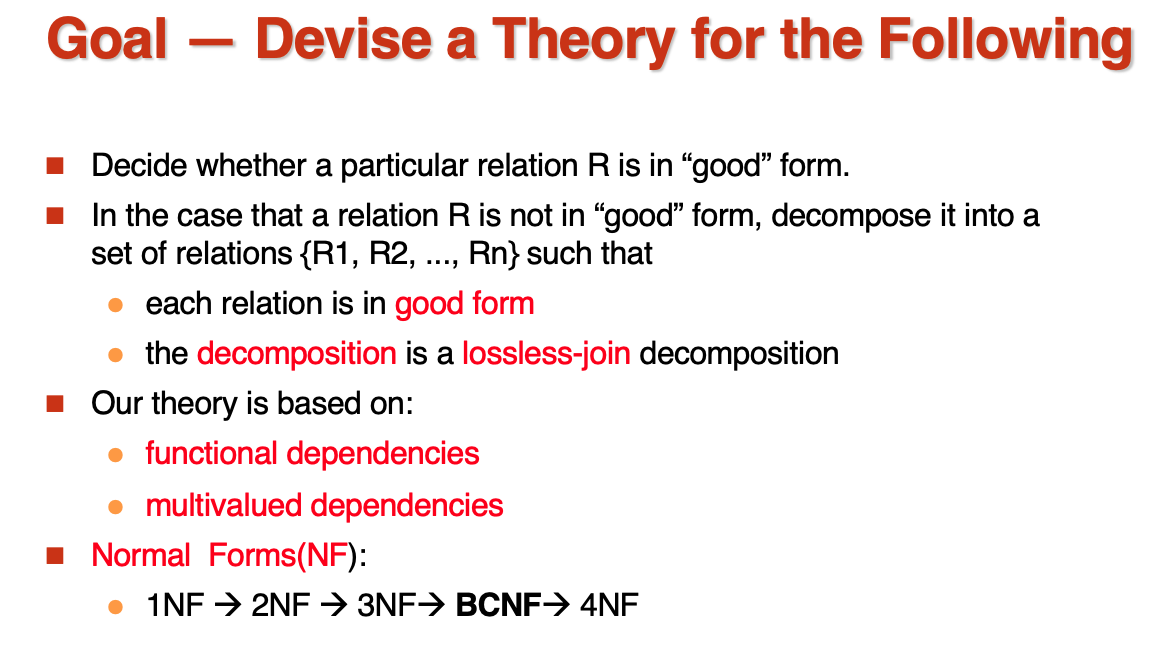 Goal — Devise a Theory for the Following
■ Decide whether a particular relation R is in “good” form.
■ In the case that a relation R is not in “good” form, decompose it into a
set of relations {R1, R2, ..., Rn} such that
● each relation is in good form
● the decomposition is a lossless-join decomposition
■ Our theory is based on:
● functional dependencies
● multivalued dependencies
■ Normal Forms(NF):
● 1NF → 2NF → 3NF→ BCNF→ 4NF